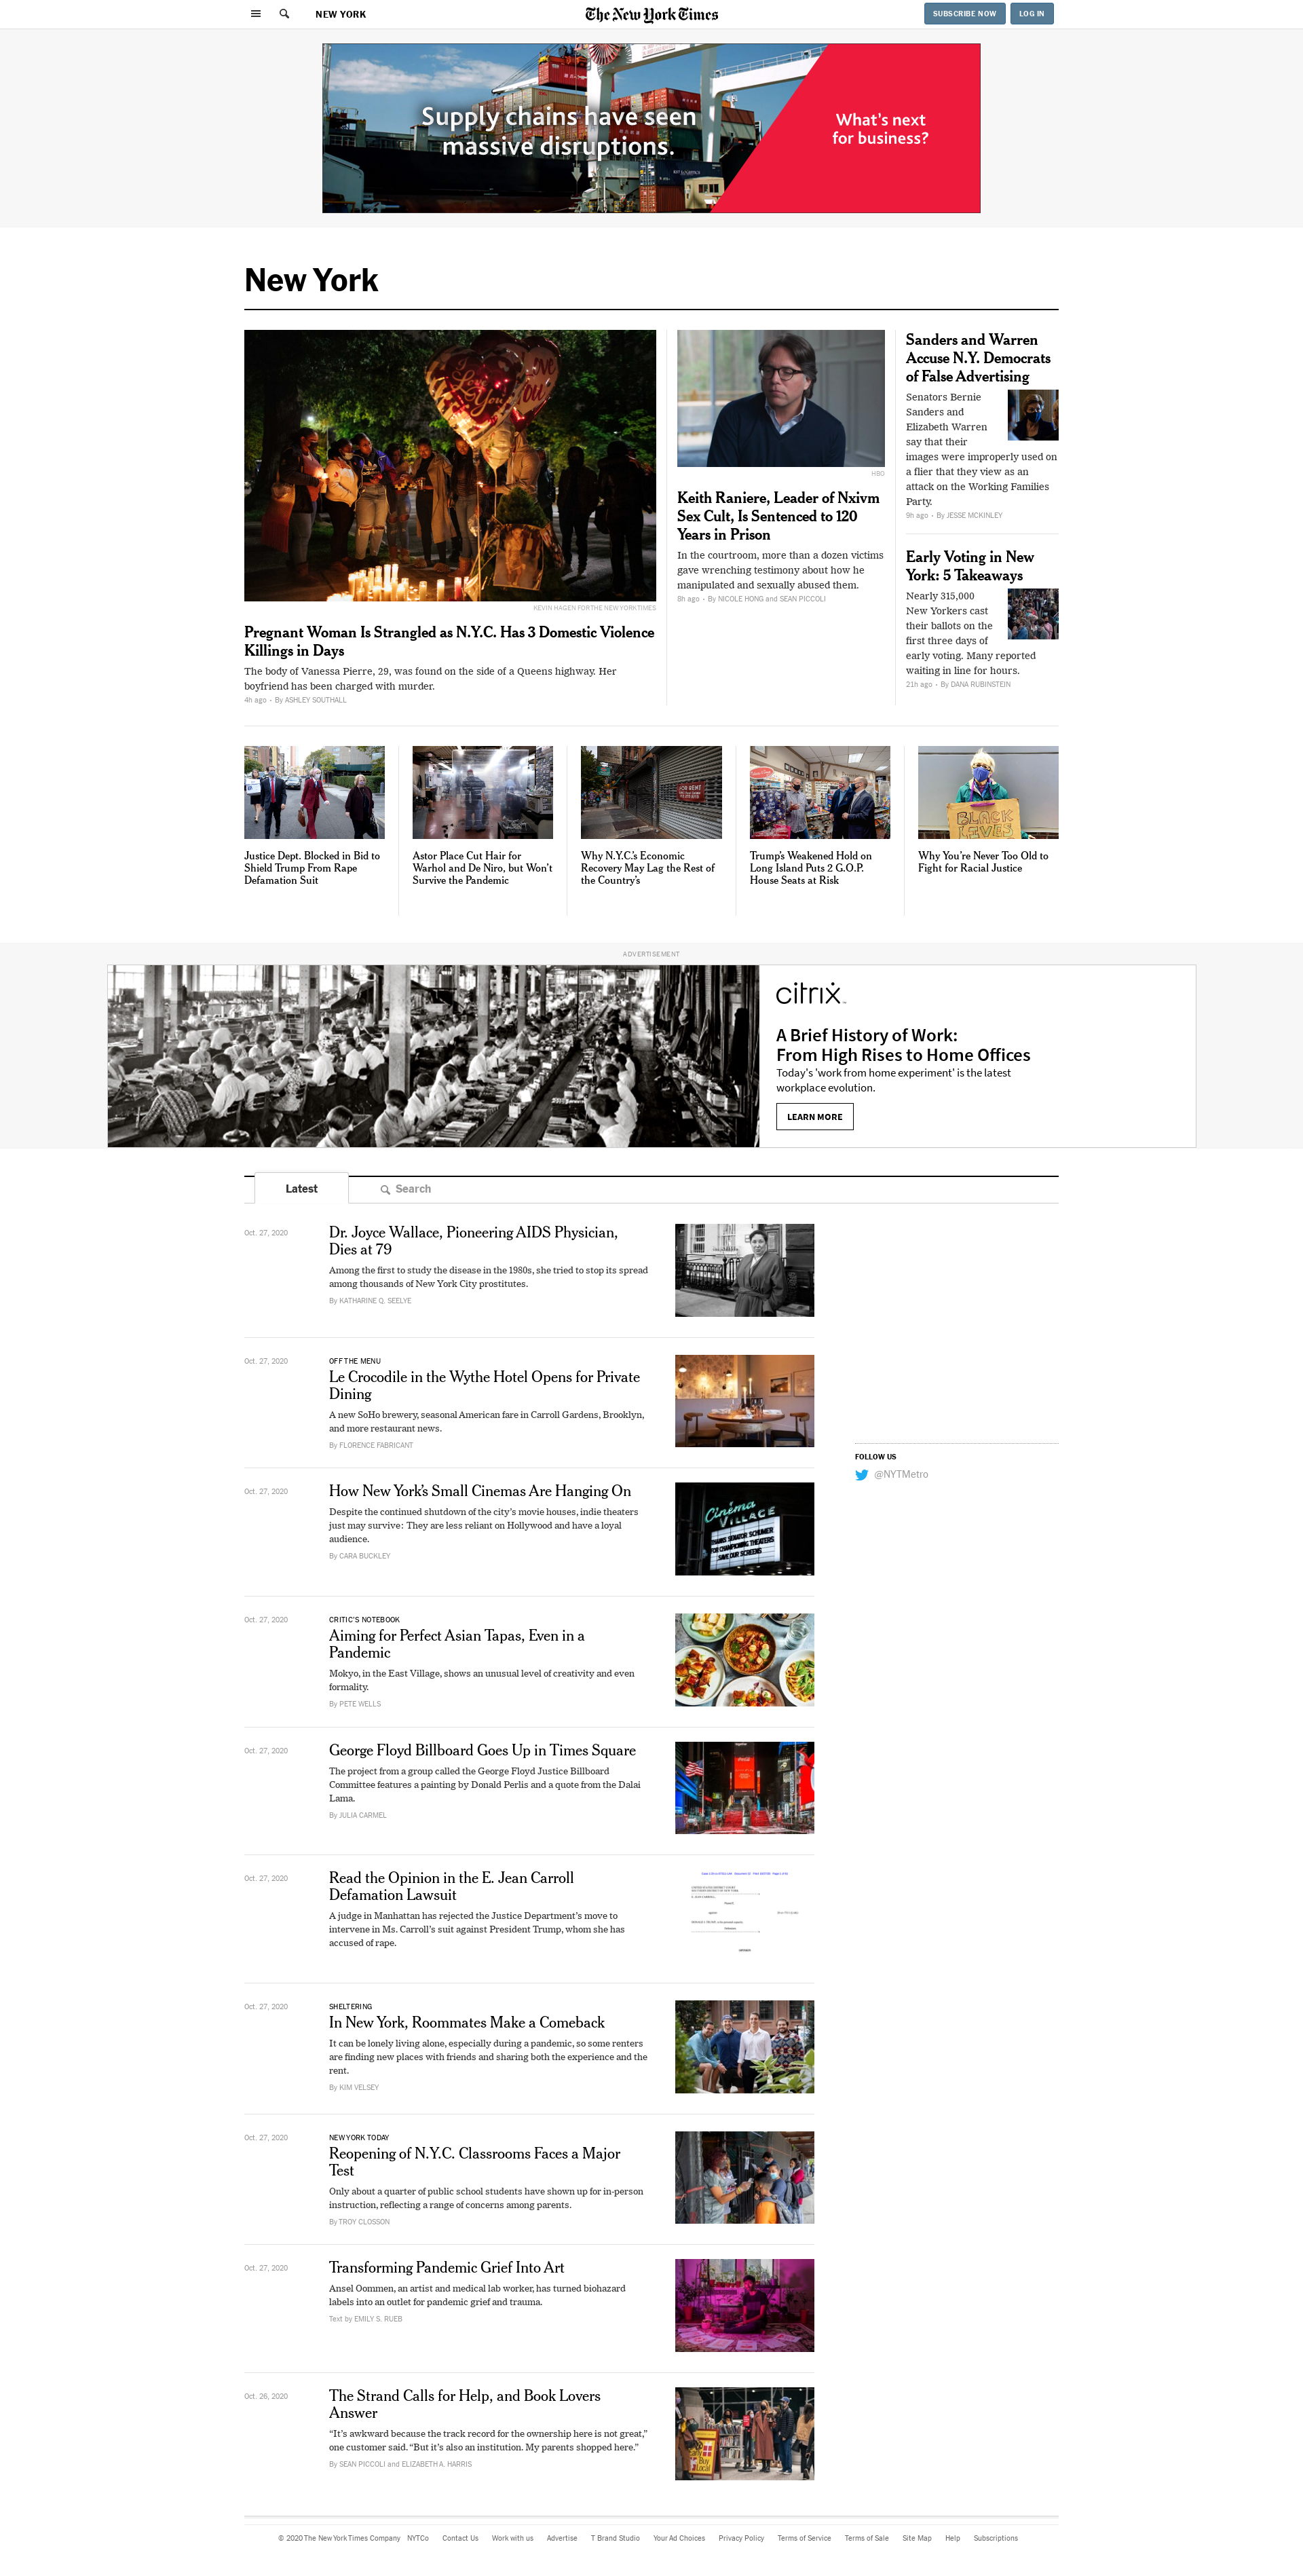 NEW YORK
The New York Times
SUBSCRIBE NOW
LOG IN
Supply chains have seen
massive disruptions.
What's next
for business?
New York
KEVIN HAGEN FOR THE NEW YORK TIMES
Pregnant Woman Is Strangled as N.Y.C. Has 3 Domestic Violence
Killings in Days
The body of Vanessa Pierre, 29, was found on the side of a Queens highway. Her
boyfriend has been charged with murder.
4h ago • By ASHLEY SOUTHALL
HBO
Keith Raniere, Leader of Nxivm
Sex Cult, Is Sentenced to 120
Years in Prison
In the courtroom, more than a dozen victims
gave wrenching testimony about how he
manipulated and sexually abused them.
8h ago • By NICOLE HONG and SEAN PICCOLI
Sanders and Warren
Accuse N.Y. Democrats
of False Advertising
Senators Bernie
Sanders and
Elizabeth Warren
say that their
images were improperly used on
a flier that they view as an
attack on the Working Families
Party.
9h ago • By JESSE MCKINLEY
Early Voting in New
York: 5 Takeaways
Nearly 315,000
New Yorkers cast
their ballots on the
first three days of
early voting. Many reported
waiting in line for hours.
21h ago • By DANA RUBINSTEIN
FOR RENT
BLACK
LIVES
Justice Dept. Blocked in Bid to
Shield Trump From Rape
Defamation Suit
Astor Place Cut Hair for
Warhol and De Niro, but Won't
Survive the Pandemic
Why N.Y.C.'s Economic
Recovery May Lag the Rest of
the Country's
Trump's Weakened Hold on
Long Island Puts 2 G.O.P.
House Seats at Risk
Why You're Never Too Old to
Fight for Racial Justice
ADVERTISEMENT
citrix
A Brief History of Work:
From High Rises to Home Offices
Today's 'work from home experiment' is the latest
workplace evolution.
LEARN MORE
Latest
Search
Oct. 27, 2020
Dr. Joyce Wallace, Pioneering AIDS Physician,
Dies at 79
Among the first to study the disease in the 1980s, she tried to stop its spread
among thousands of New York City prostitutes.
By KATHARINE Q. SEELYE
Oct. 27, 2020
OFF THE MENU
Le Crocodile in the Wythe Hotel Opens for Private
Dining
A new SoHo brewery, seasonal American fare in Carroll Gardens, Brooklyn,
and more restaurant news.
By FLORENCE FABRICANT
FOLLOW US
@NYTMetro
Oct. 27, 2020
How New York's Small Cinemas Are Hanging On
Despite the continued shutdown of the city's movie houses, indie theaters
just may survive: They are less reliant on Hollywood and have a loyal
audience.
By CARA BUCKLEY
Cinema
VILLAGE
THANKS SENATOR SCHUMER
FOR CHAMPIONING THEATERS
SAVE OUR SCREENS
Oct. 27, 2020
CRITIC'S NOTEBOOK
Aiming for Perfect Asian Tapas, Even in a
Pandemic
Mokyo, in the East Village, shows an unusual level of creativity and even
formality.
By PETE WELLS
Oct. 27, 2020
George Floyd Billboard Goes Up in Times Square
The project from a group called the George Floyd Justice Billboard
Committee features a painting by Donald Perlis and a quote from the Dalai
Lama.
By JULIA CARMEL
Oct. 27, 2020
Read the Opinion in the E. Jean Carroll
Defamation Lawsuit
A judge in Manhattan has rejected the Justice Department's move to
intervene in Ms. Carroll's suit against President Trump, whom she has
accused of rape.
Oct. 27, 2020
SHELTERING
In New York, Roommates Make a Comeback
It can be lonely living alone, especially during a pandemic, so some renters
are finding new places with friends and sharing both the experience and the
rent.
By KIM VELSEY
Oct. 27, 2020
NEW YORK TODAY
Reopening of N.Y.C. Classrooms Faces a Major
Test
Only about a quarter of public school students have shown up for in-person
instruction, reflecting a range of concerns among parents.
By TROY CLOSSON
Oct. 27, 2020
Transforming Pandemic Grief Into Art
Ansel Oommen, an artist and medical lab worker, has turned biohazard
labels into an outlet for pandemic grief and trauma.
Text by EMILY S. RUEB
Oct. 26, 2020
The Strand Calls for Help, and Book Lovers
Answer
“It's awkward because the track record for the ownership here is not great,”
one customer said. “But it's also an institution. My parents shopped here.”
By SEAN PICCOLI and ELIZABETH A. HARRIS
Buy
Local
© 2020 The New York Times Company NYTCo Contact Us Work with us Advertise T Brand Studio Your Ad Choices Privacy Policy Terms of Service Terms of Sale Site Map Help Subscriptions